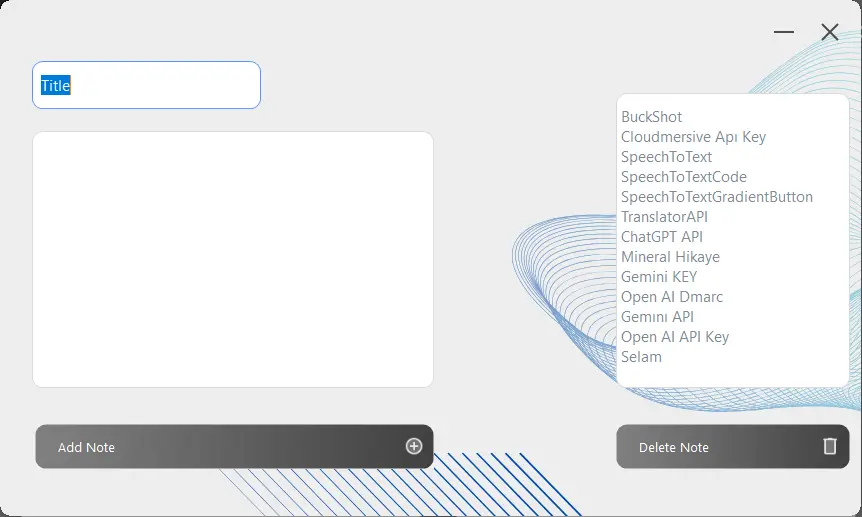 Title
BuckShot
Cloudmersive Apı Key
SpeechToText
SpeechToTextCode
SpeechToTextGradientButton
TranslatorAPI
ChatGPT API
Mineral Hikaye
Gemini KEY
Open AI Dmarc
Gemını API
Open AI API Key
Selam
Add Note
Delete Note